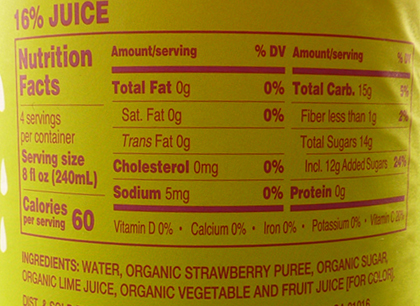 16% JUICE
Nutrition Facts
4 servings per container
Serving size 8 fl oz (240mL)
Calories per serving 60
Amount/serving % DV
Total Fat 0g 0%
Sat. Fat 0g 0%
Trans Fat 0g
Cholesterol 0mg 0%
Sodium 5mg 0%
Amount/serving % DV
Total Carb. 15g 5%
Fiber less than 1g
Total Sugars 14g
Incl. 12g Added Sugars 24%
Protein 0g
Vitamin D 0% • Calcium 0% • Iron 0% • Potassium 0% • Vitamin C
INGREDIENTS: WATER, ORGANIC STRAWBERRY PUREE, ORGANIC SUGAR,
ORGANIC LIME JUICE, ORGANIC VEGETABLE AND FRUIT JUICE [FOR COLOR].